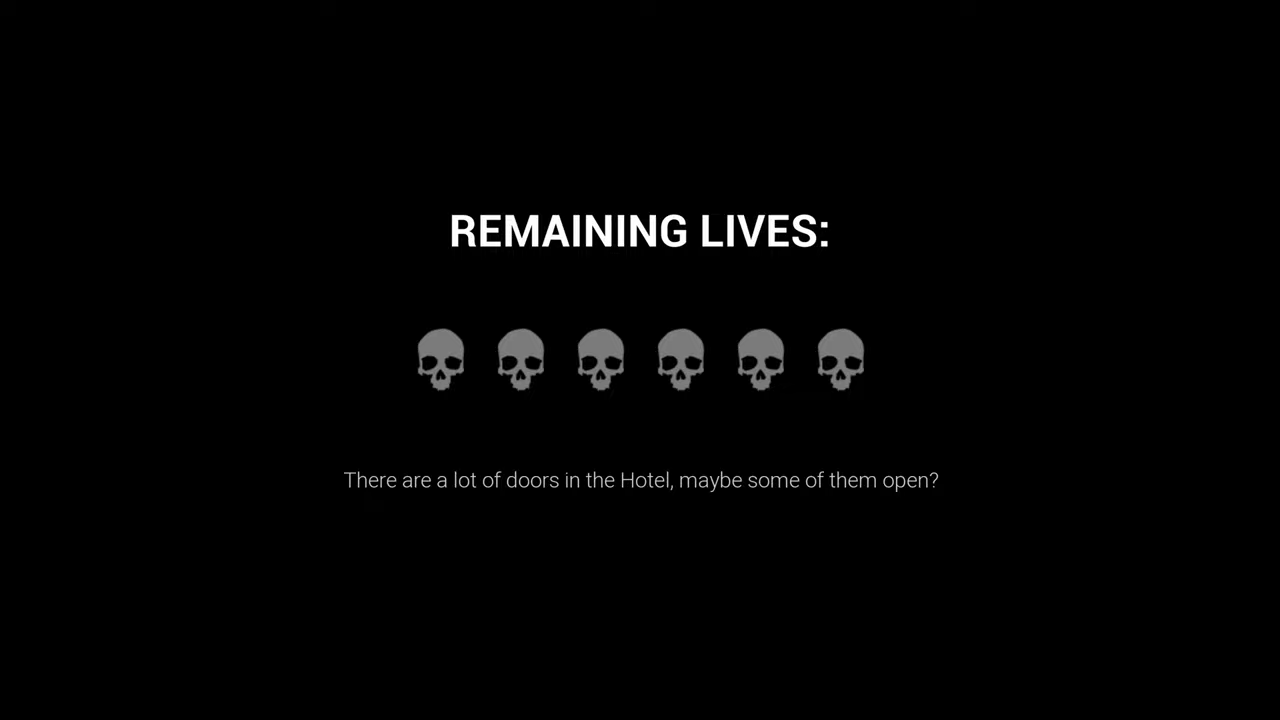 REMAINING LIVES:
There are a lot of doors in the Hotel, maybe some of them open?